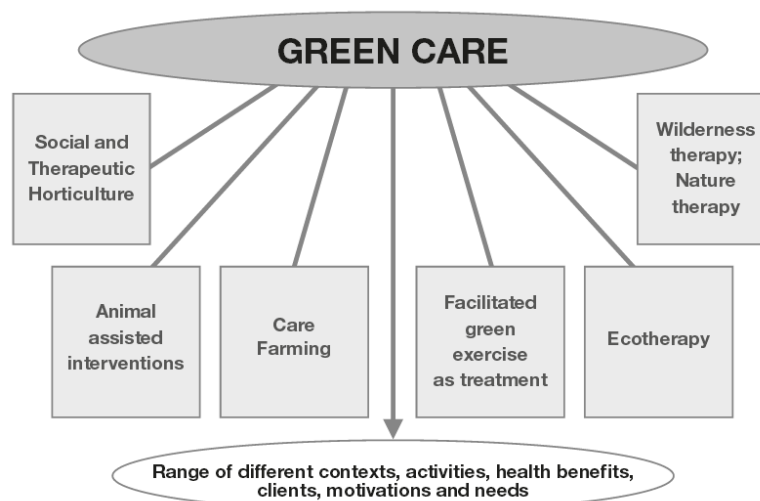 GREEN CARE
Social and
Therapeutic
Horticulture
Wilderness
therapy;
Nature
therapy
Animal
assisted
interventions
Care
Farming
Facilitated
green
exercise
as treatment
Ecotherapy
Range of different contexts, activities, health benefits,
clients, motivations and needs